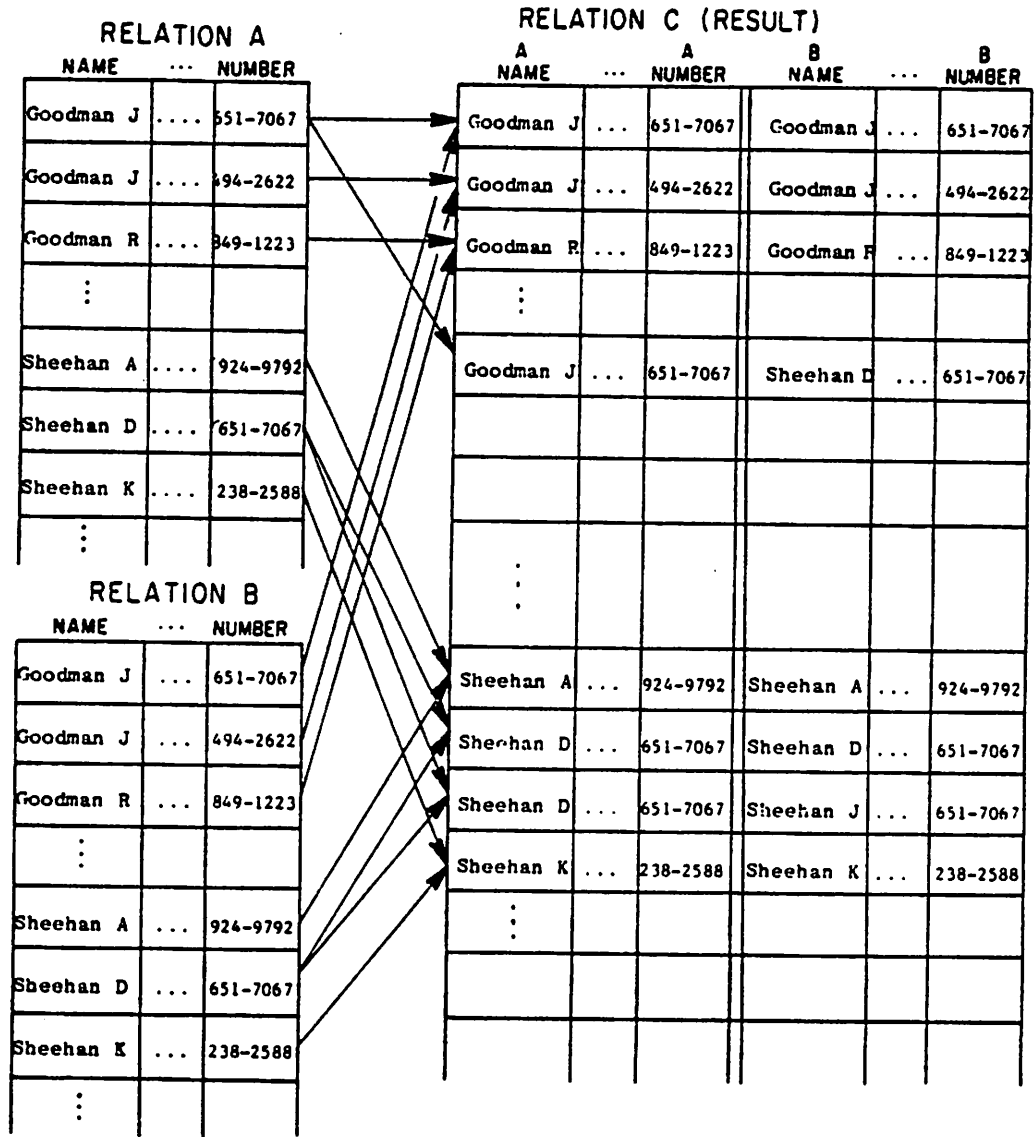 RELATION A
NAME ... NUMBER
Goodman J .... 651-7067
Goodman J .... 494-2622
Goodman R .... 849-1223
Sheehan A .... 924-9792
Sheehan D .... 651-7067
Sheehan K .... 238-2588
RELATION B
NAME ... NUMBER
Goodman J ... 651-7067
Goodman J ... 494-2622
Goodman R ... 849-1223
Sheehan A ... 924-9792
Sheehan D ... 651-7067
Sheehan K ... 238-2588
RELATION C (RESULT)
A A B B
NAME ... NUMBER NAME ... NUMBER
Goodman J ... 651-7067 Goodman J ... 651-7067
Goodman J ... 494-2622 Goodman J ... 494-2622
Goodman R ... 849-1223 Goodman R ... 849-1223
Goodman J ... 651-7067 Sheehan D ... 651-7067
Sheehan A ... 924-9792 Sheehan A ... 924-9792
Sheehan D ... 651-7067 Sheehan D ... 651-7067
Sheehan D ... 651-7067 Sheehan J ... 651-7067
Sheehan K ... 238-2588 Sheehan K ... 238-2588